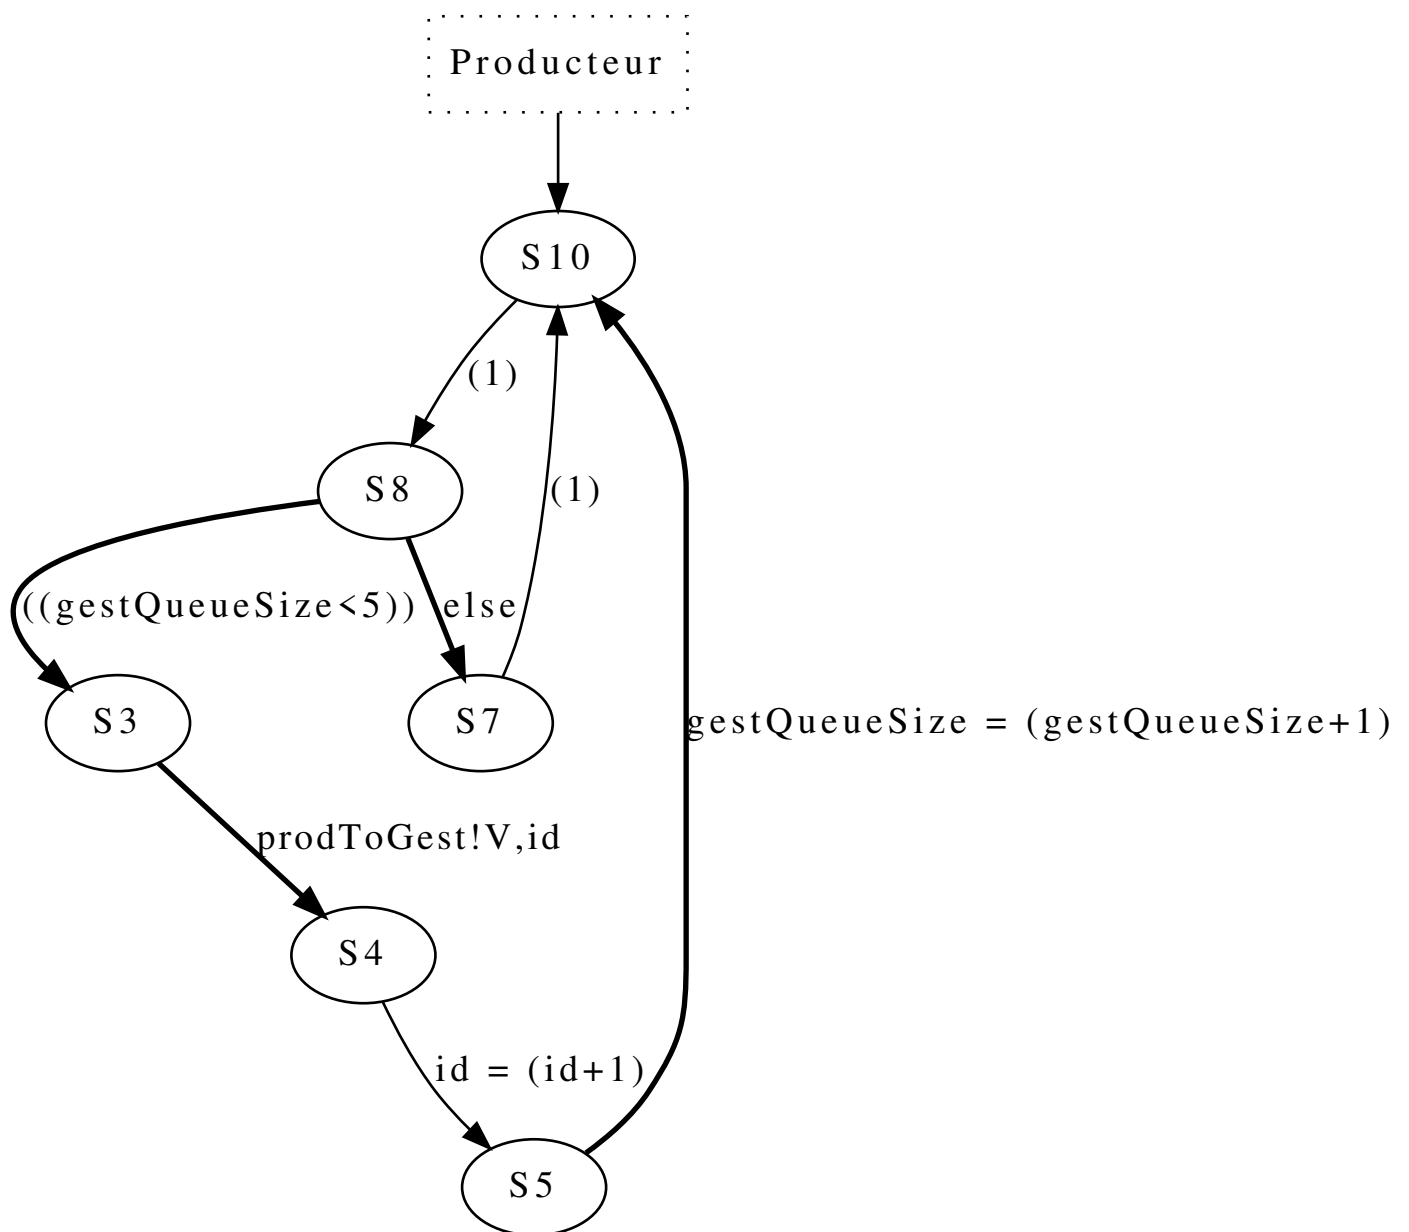 Producteur
S10
(1)
S8
(1)
((gestQueueSize<5))
else
S3
S7
gestQueueSize = (gestQueueSize+1)
prodToGest!V,id
S4
id = (id+1)
S5